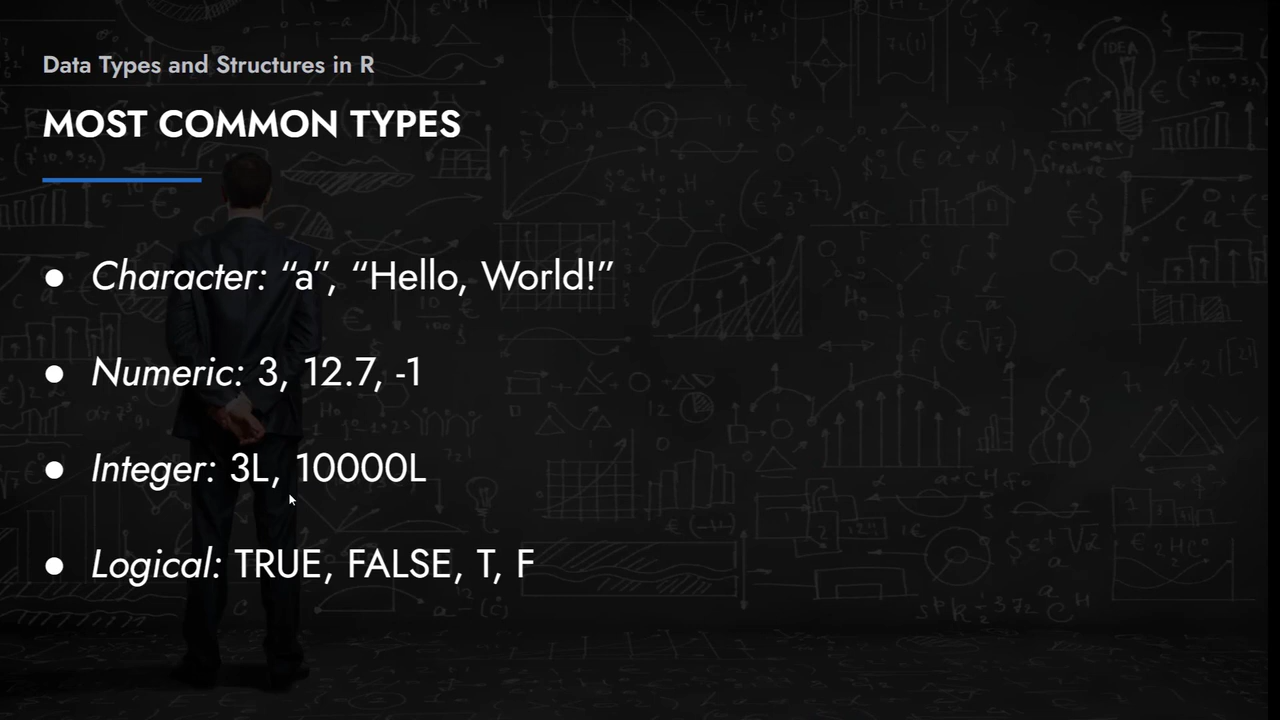 Data Types and Structures in R
MOST COMMON TYPES
● Character: “a”, “Hello, World!”
● Numeric: 3, 12.7, -1
● Integer: 3L, 10000L
● Logical: TRUE, FALSE, T, F
IDEA